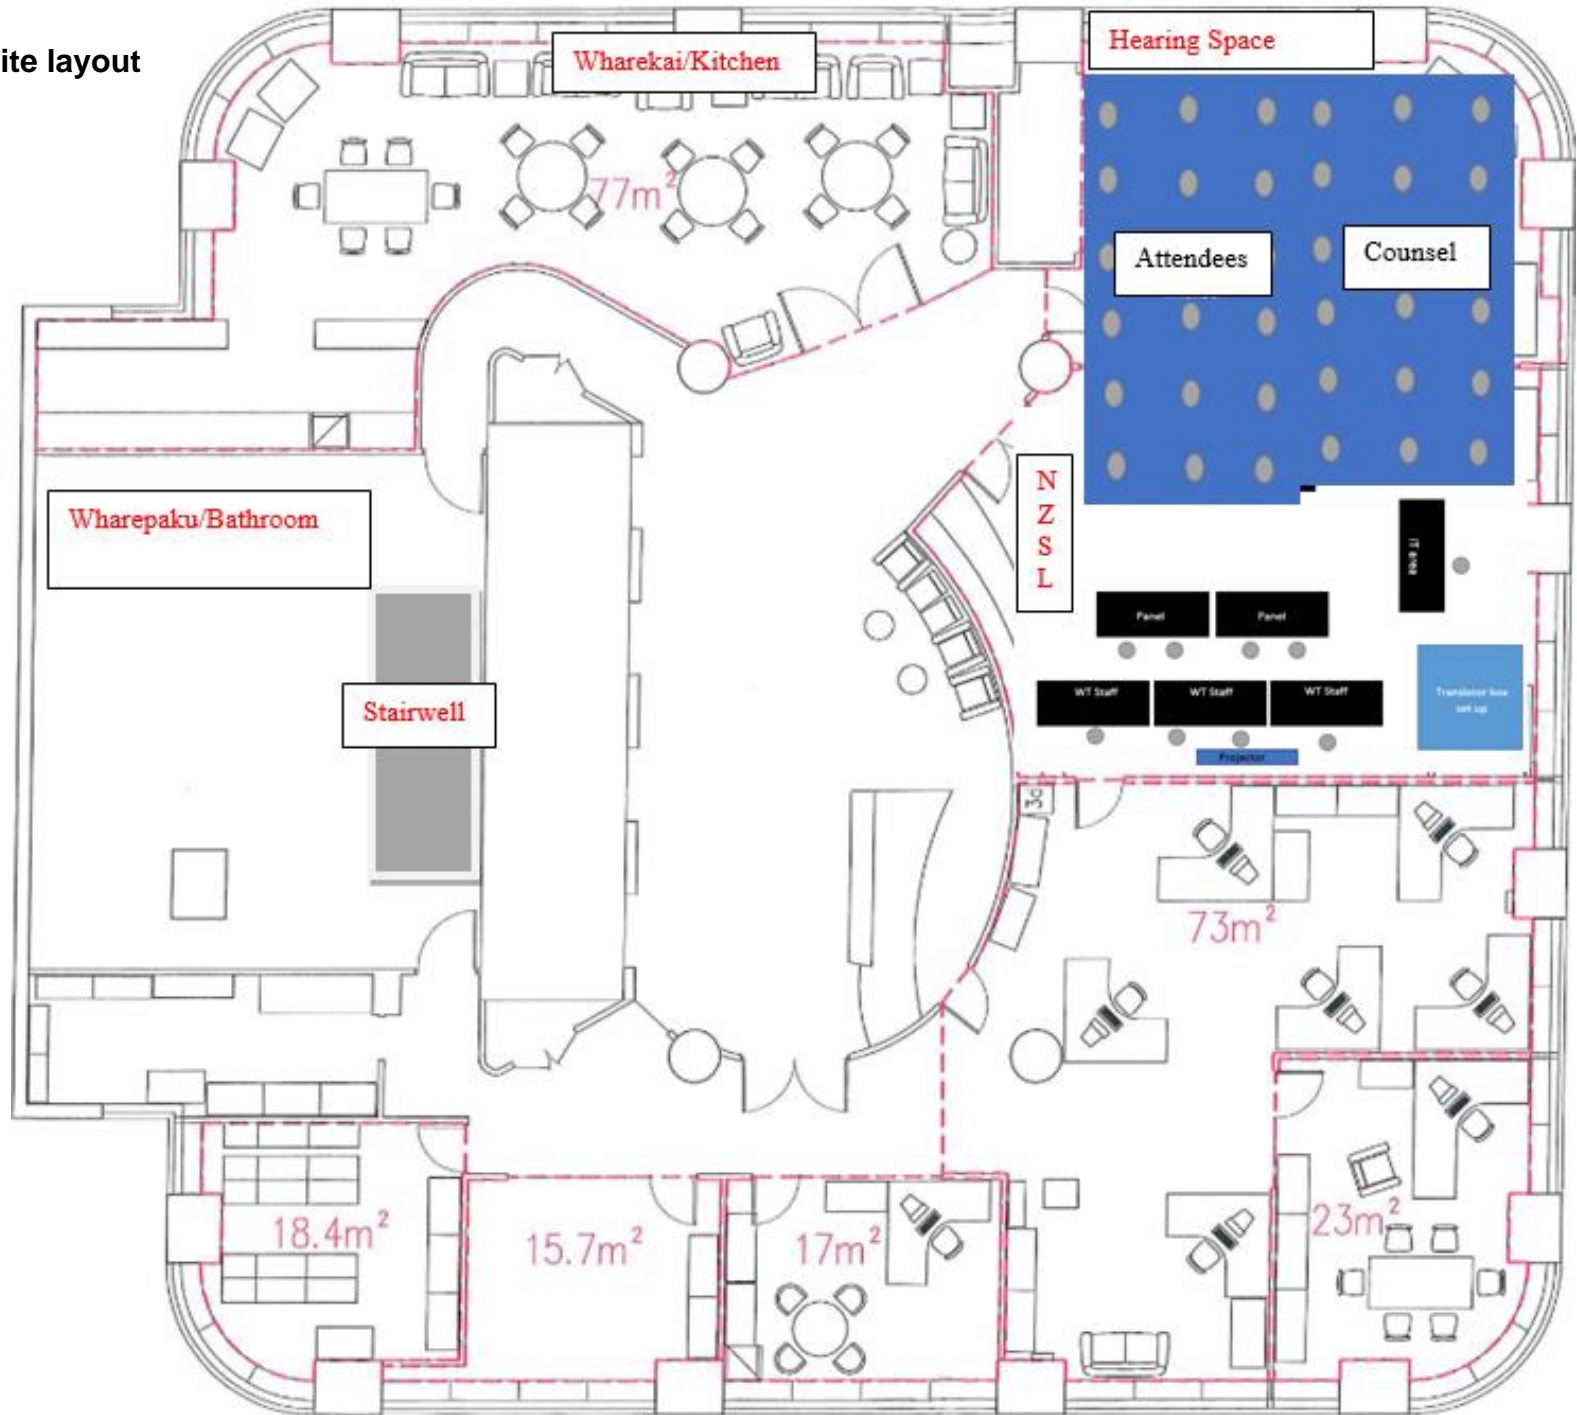 ite layout
Wharekai/Kitchen
Hearing Space
77m²
Attendees
Counsel
Wharepaku/Bathroom
N
Z
S
L
IT area
Panel
Panel
Stairwell
WT Staff
WT Staff
WT Staff
Translator box
set up
Projector
73m²
18.4m²
15.7m²
17m²
23m²